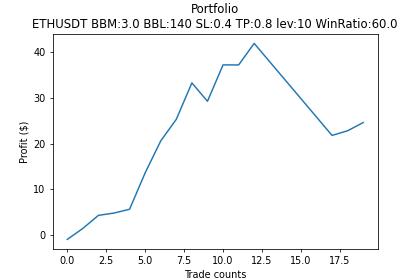 Portfolio
ETHUSDT BBM:3.0 BBL:140 SL:0.4 TP:0.8 lev:10 WinRatio:60.0
40
30
20
10
0
Profit ($)
0.0 2.5 5.0 7.5 10.0 12.5 15.0 17.5
Trade counts